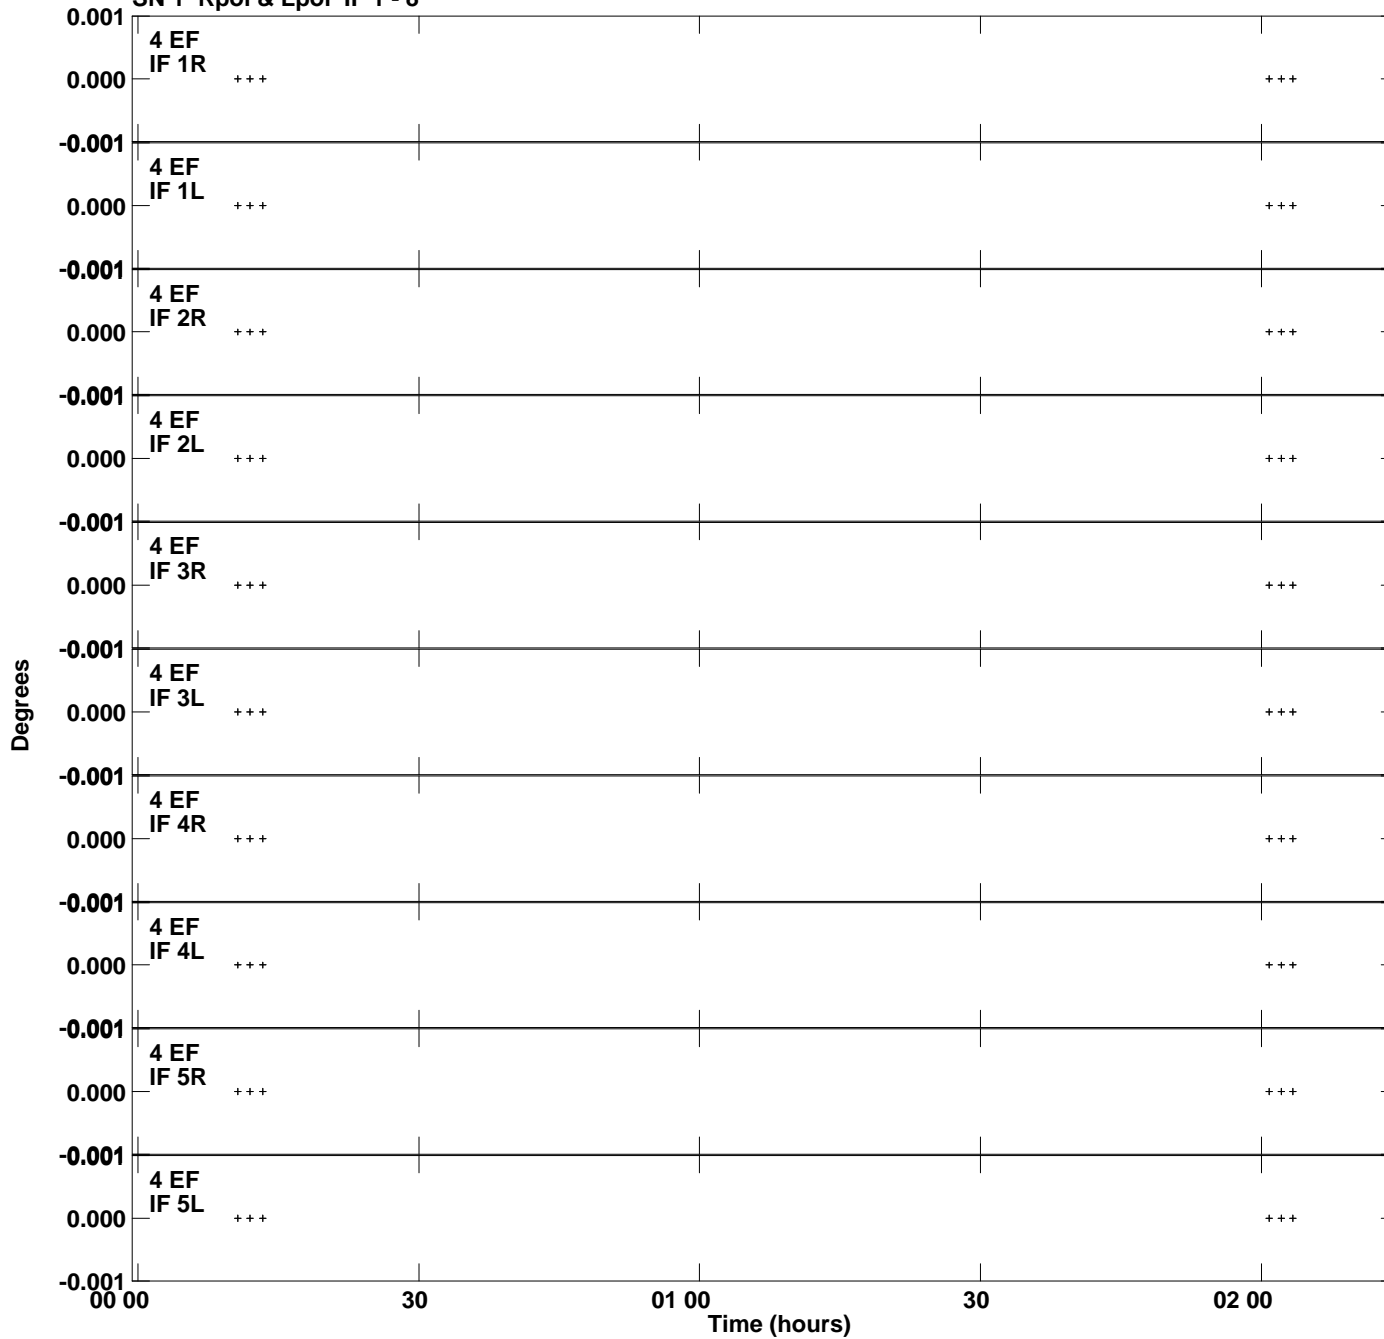 SN 1 Rpol & Lpol IF 1 - 8
0.001
4 EF
IF 1R
0.000
-0.001
4 EF
IF 1L
0.000
-0.001
4 EF
IF 2R
0.000
-0.001
4 EF
IF 2L
0.000
-0.001
4 EF
IF 3R
0.000
-0.001
4 EF
IF 3L
0.000
-0.001
4 EF
IF 4R
0.000
-0.001
4 EF
IF 4L
0.000
-0.001
4 EF
IF 5R
0.000
-0.001
4 EF
IF 5L
0.000
-0.001
Degrees
00 00 30 01 00 30 02 00
Time (hours)